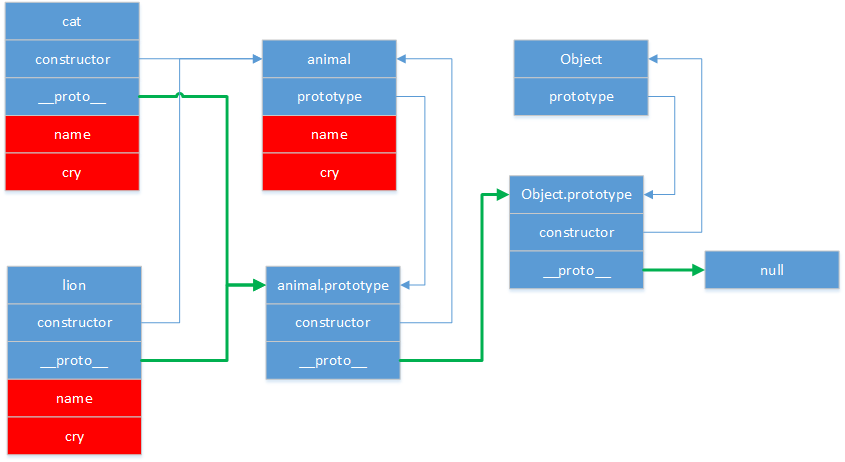 cat
constructor
__proto__
name
cry
animal
prototype
name
cry
Object
prototype
Object.prototype
constructor
__proto__
null
lion
constructor
__proto__
name
cry
animal.prototype
constructor
__proto__